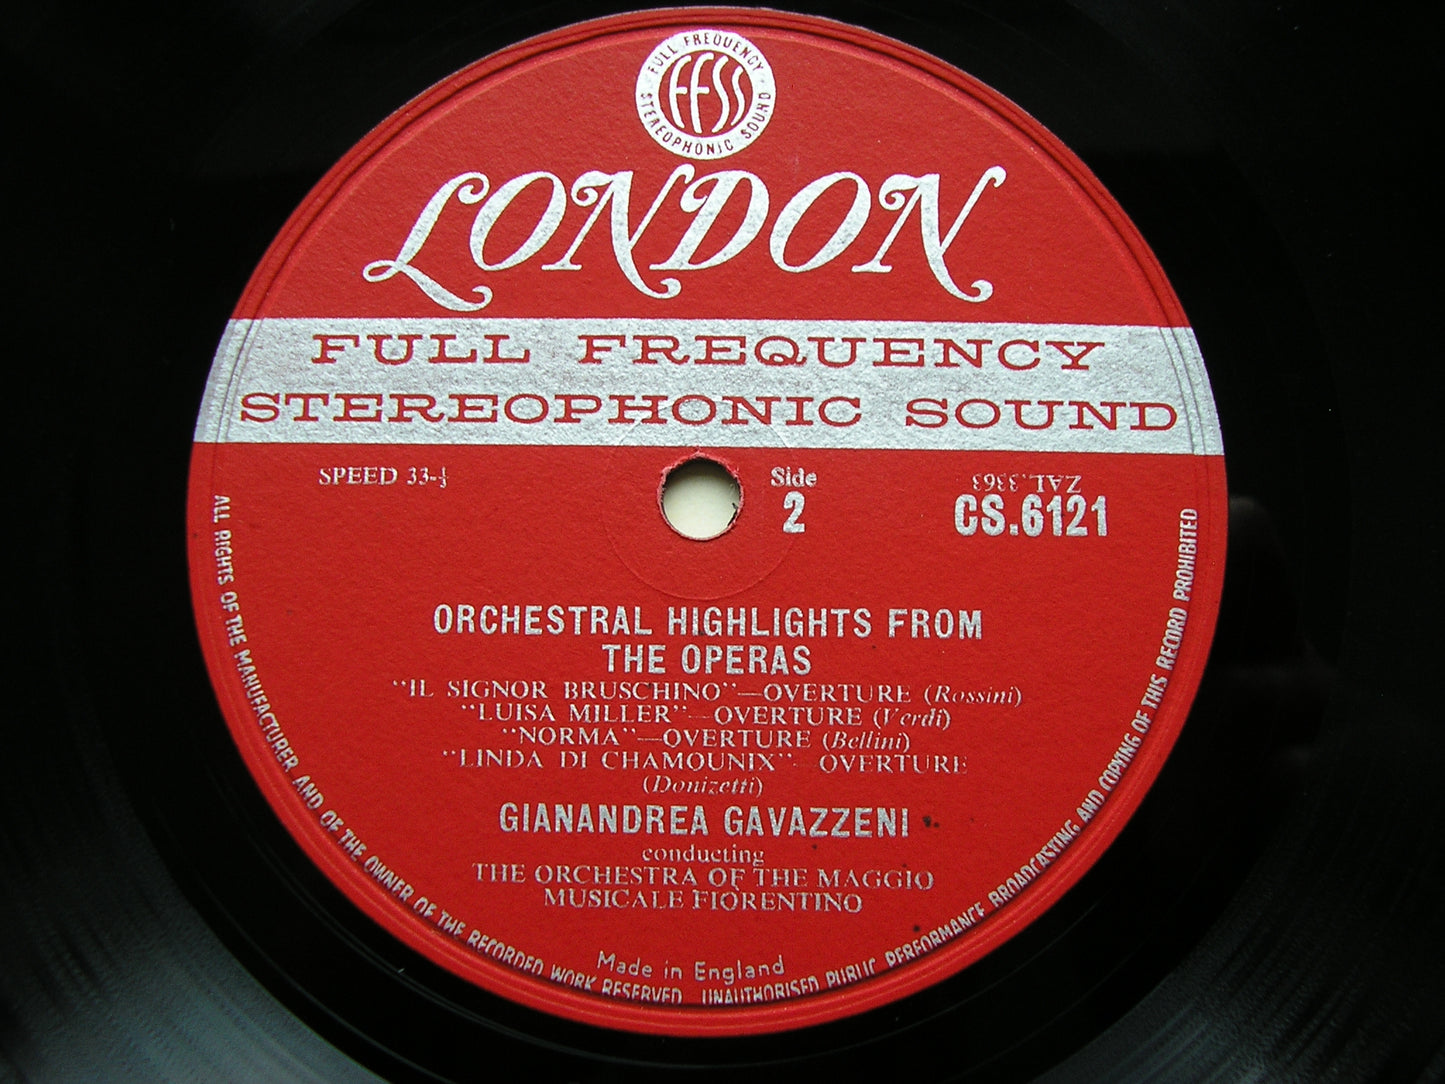 FULL FREQUENCY
STEREOPHONIC SOUND
FFSS
LONDON
FULL FREQUENCY
STEREOPHONIC SOUND
SPEED 33-⅓
Side
2
ZAL.3363
CS.6121
ORCHESTRAL HIGHLIGHTS FROM
THE OPERAS
"IL SIGNOR BRUSCHINO"—OVERTURE (Rossini)
"LUISA MILLER"—OVERTURE (Verdi)
"NORMA"—OVERTURE (Bellini)
"LINDA DI CHAMOUNIX"—OVERTURE
(Donizetti)
GIANANDREA GAVAZZENI
conducting
THE ORCHESTRA OF THE MAGGIO
MUSICALE FIORENTINO
Made in England
ALL RIGHTS OF THE MANUFACTURER AND OF THE OWNER OF THE RECORDED WORK RESERVED UNAUTHORISED PUBLIC PERFORMANCE BROADCASTING AND COPYING OF THIS RECORD PROHIBITED